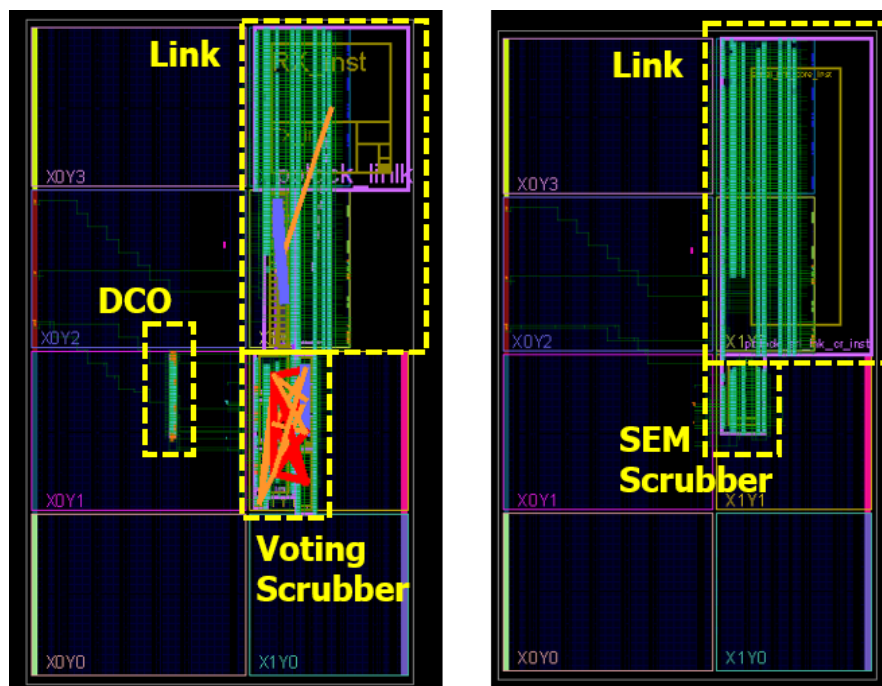 Link
RX_inst
X0Y3
pblock_linlk
DCO
X0Y2
X0Y1
Voting
Scrubber
X0Y0
X1Y0
Link
X0Y3
X0Y2
SEM
Scrubber
X0Y1
X1Y1
X0Y0
X1Y0